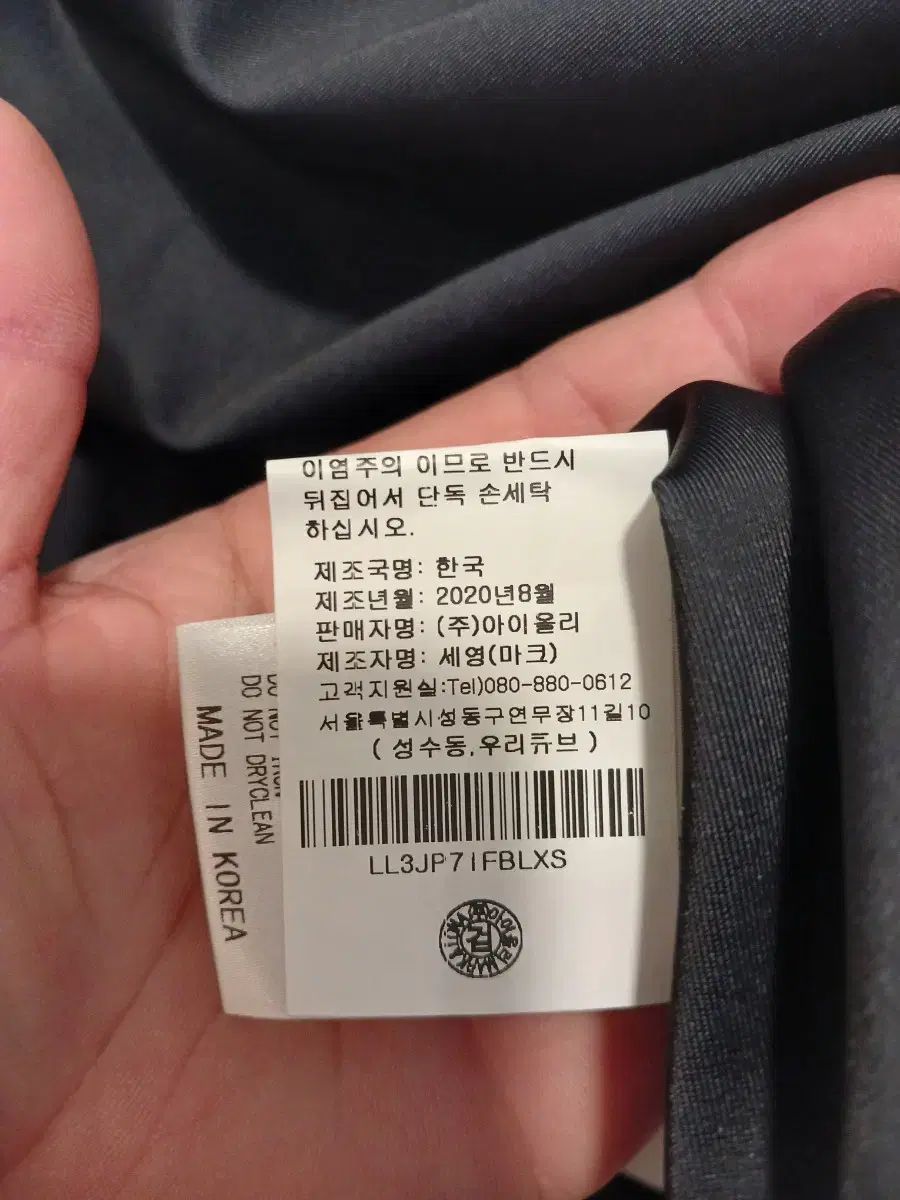 이염주의 이므로 반드시
뒤집어서 단독 손세탁
하십시오.
제조국명: 한국
제조년월: 2020년8월
판매자명: (주)아이올리
제조자명: 세영(마크)
고객지원실:Tel)080-880-0612
서울특별시성동구연무장11길10
( 성수동,우리큐브 )
LL3JP71FBLXS
DO NOT DRYCLEAN
MADE IN KOREA